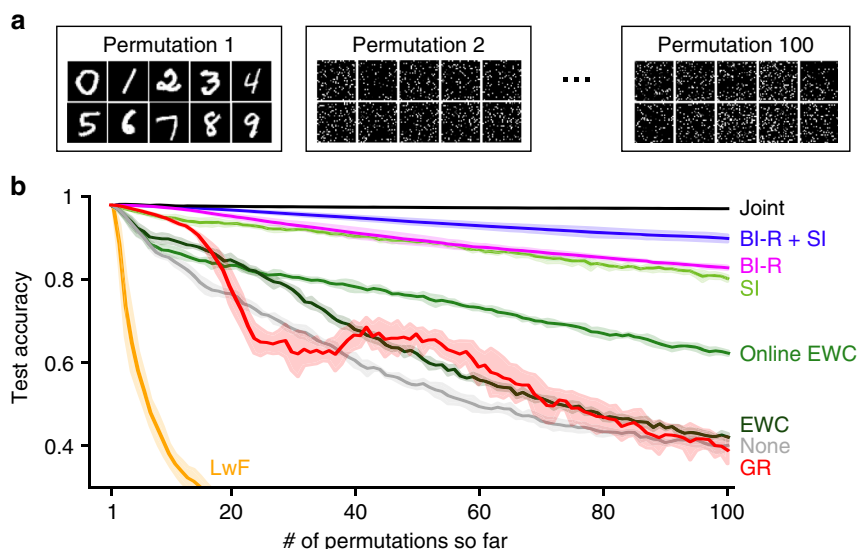 a
Permutation 1
Permutation 2
...
Permutation 100
0 1 2 3 4
5 6 7 8 9
b
Test accuracy
1
0.8
0.6
0.4
Joint
BI-R + SI
BI-R
SI
Online EWC
EWC
None
GR
LwF
1
20
40
60
80
100
# of permutations so far